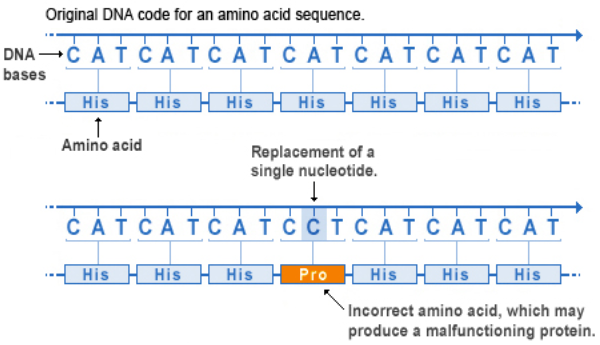 Original DNA code for an amino acid sequence.
DNA
bases
C A T C A T C A T C A T C A T C A T C A T
His His His His His His His
Amino acid
Replacement of a
single nucleotide.
C A T C A T C A T C C T C A T C A T C A T
His His His Pro His His His
Incorrect amino acid, which may
produce a malfunctioning protein.